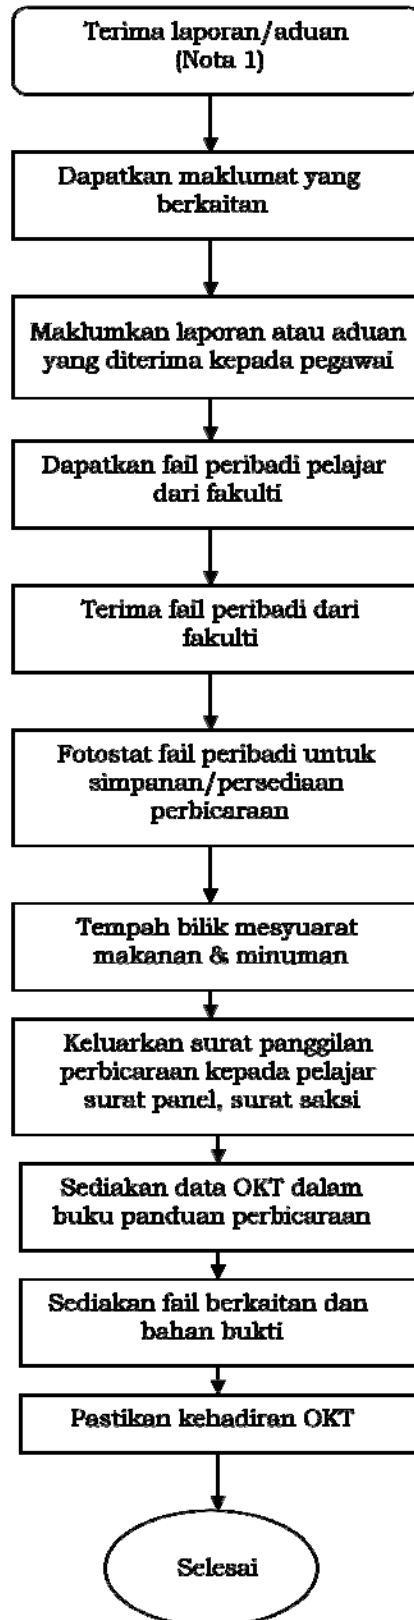 Terima laporan/aduan
(Nota 1)
Dapatkan maklumat yang
berkaitan
Maklumkan laporan atau aduan
yang diterima kepada pegawai
Dapatkan fail peribadi pelajar
dari fakulti
Terima fail peribadi dari
fakulti
Fotostat fail peribadi untuk
simpanan/persediaan
perbicaraan
Tempah bilik mesyuarat
makanan & minuman
Keluarkan surat panggilan
perbicaraan kepada pelajar
surat panel, surat saksi
Sediakan data OKT dalam
buku panduan perbicaraan
Sediakan fail berkaitan dan
bahan bukti
Pastikan kehadiran OKT
Selesai